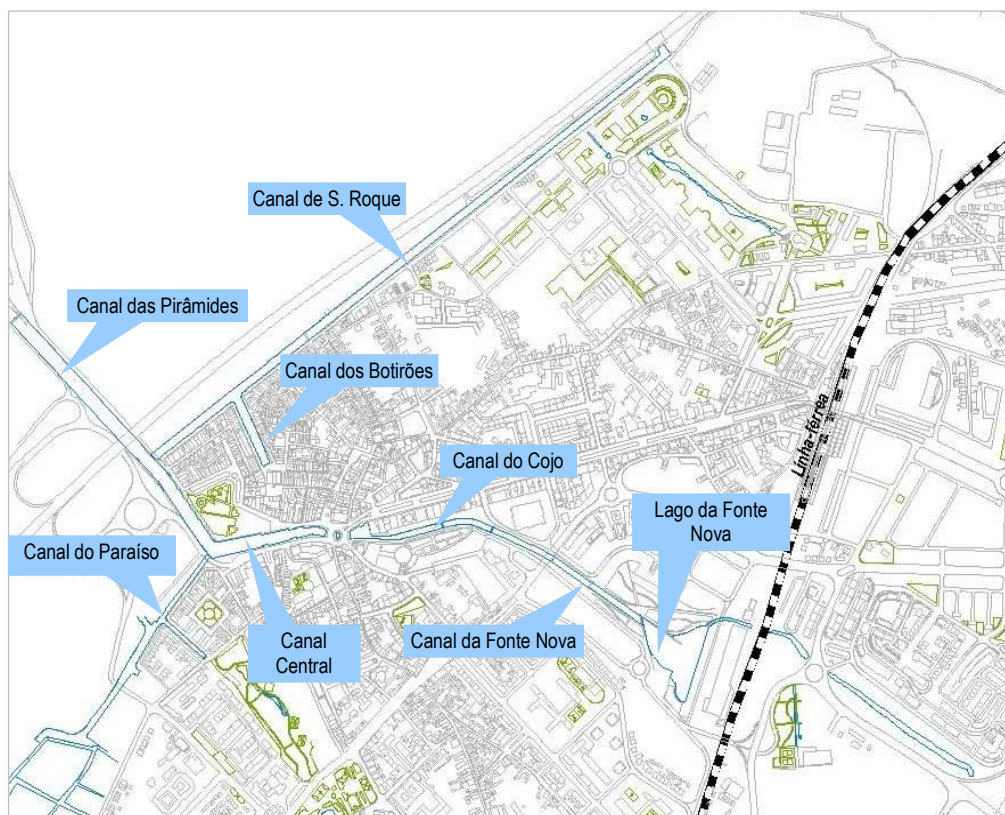 Canal de S. Roque
Canal das Pirâmides
Canal dos Botirões
Linha-férrea
Canal do Cojo
Lago da Fonte
Nova
Canal do Paraíso
Canal
Central
Canal da Fonte Nova